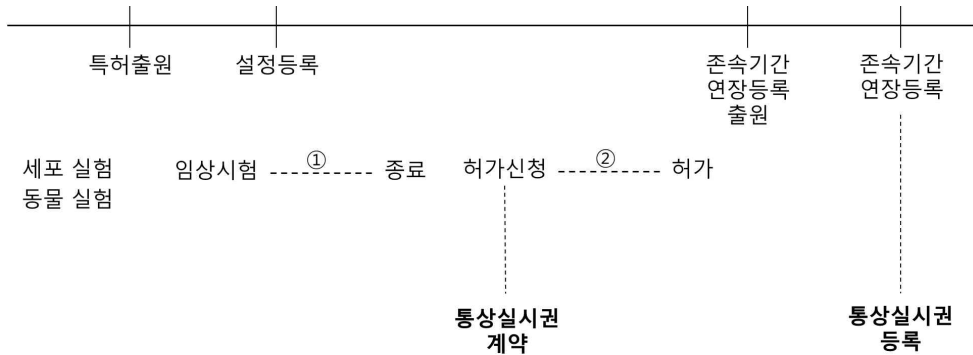 특허출원
설정등록
존속기간
연장등록
출원
존속기간
연장등록
세포 실험
동물 실험
임상시험
①
종료
허가신청
②
허가
통상실시권
계약
통상실시권
등록